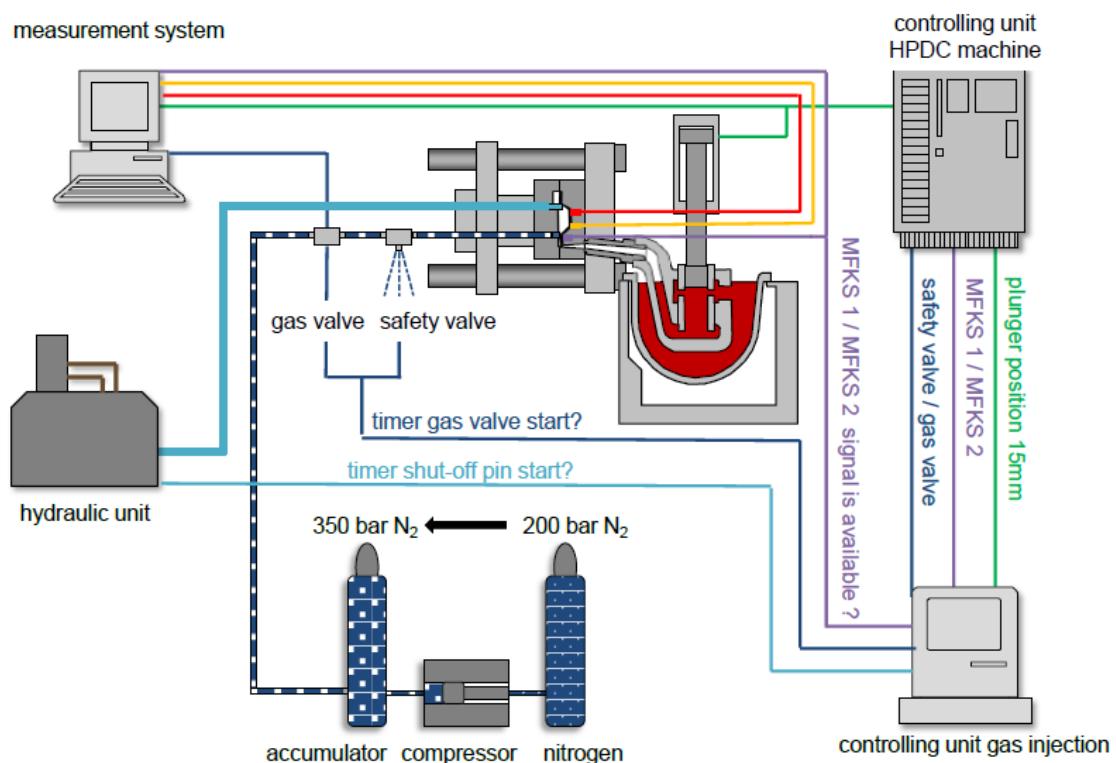 measurement system
controlling unit
HPDC machine
gas valve
safety valve
timer gas valve start?
timer shut-off pin start?
hydraulic unit
350 bar N₂
200 bar N₂
MFKS 1 / MFKS 2 signal is available ?
safety valve / gas valve
MFKS 1 / MFKS 2
plunger position 15mm
accumulator
compressor
nitrogen
controlling unit gas injection